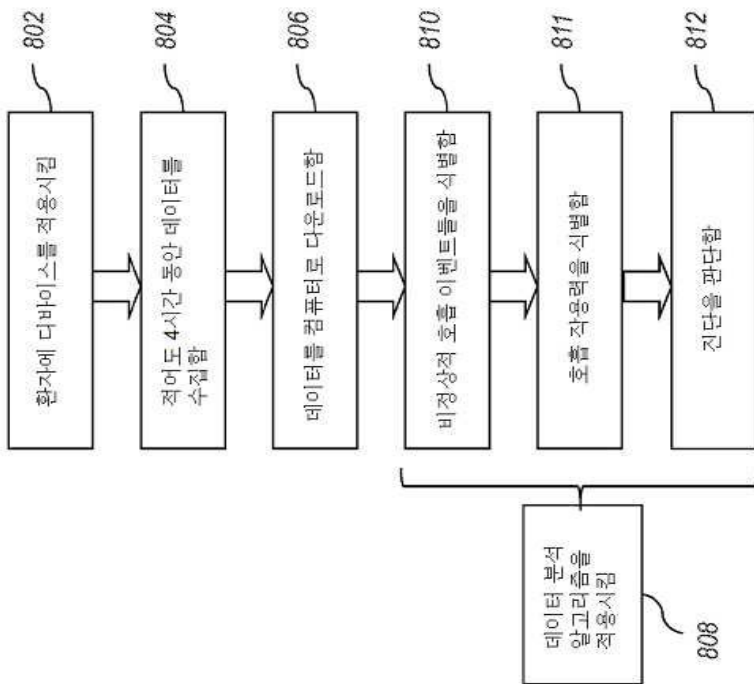 802
환자에 디바이스를 적용시킴
804
적어도 4시간 동안 데이터를
수집함
806
데이터를 컴퓨터로 다운로드함
810
비정상적 호흡 이벤트들을 식별함
811
호흡 작용력을 식별함
812
진단을 판단함
데이터 분석
알고리즘을
적용시킴
808